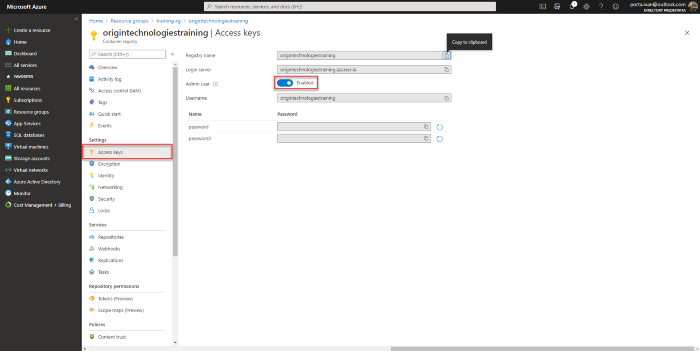 Microsoft Azure
Search resources, services, and docs (G+/)
porta.ivan@outlook.com
DIRECTORY PREDEFINITA
Home > Resource groups > training-rg > origintechnologiestraining
origintechnologiestraining | Access keys
Container registry
Create a resource
Home
Dashboard
All services
FAVORITES
All resources
Resource groups
Subscriptions
App Services
SQL databases
Virtual machines
Storage accounts
Virtual networks
Azure Active Directory
Monitor
Cost Management + Billing
Search (Ctrl+/)
Overview
Activity log
Access control (IAM)
Tags
Quick start
Events
Settings
Access keys
Encryption
Identity
Networking
Security
Locks
Services
Repositories
Webhooks
Replications
Tasks
Repository permissions
Tokens (Preview)
Scope maps (Preview)
Policies
Content trust
Copy to clipboard
Registry name
origintechnologiestraining
Login server
origintechnologiestraining.azurecr.io
Admin user
Enabled
Username
origintechnologiestraining
Name Password
password
password2